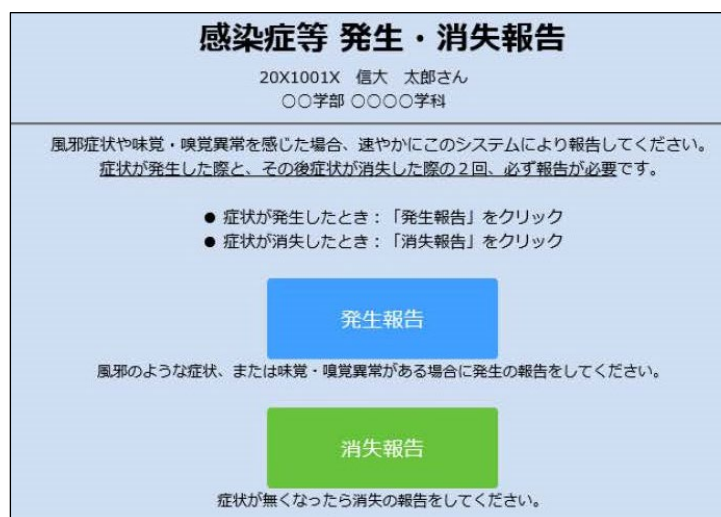 感染症等 発生・消失報告
20X1001X 信大 太郎さん
○○学部 ○○○○学科
風邪症状や味覚・嗅覚異常を感じた場合、速やかにこのシステムにより報告してください。
症状が発生した際と、その後症状が消失した際の２回、必ず報告が必要です。
● 症状が発生したとき：「発生報告」をクリック
● 症状が消失したとき：「消失報告」をクリック
発生報告
風邪のような症状、または味覚・嗅覚異常がある場合に発生の報告をしてください。
消失報告
症状が無くなったら消失の報告をしてください。